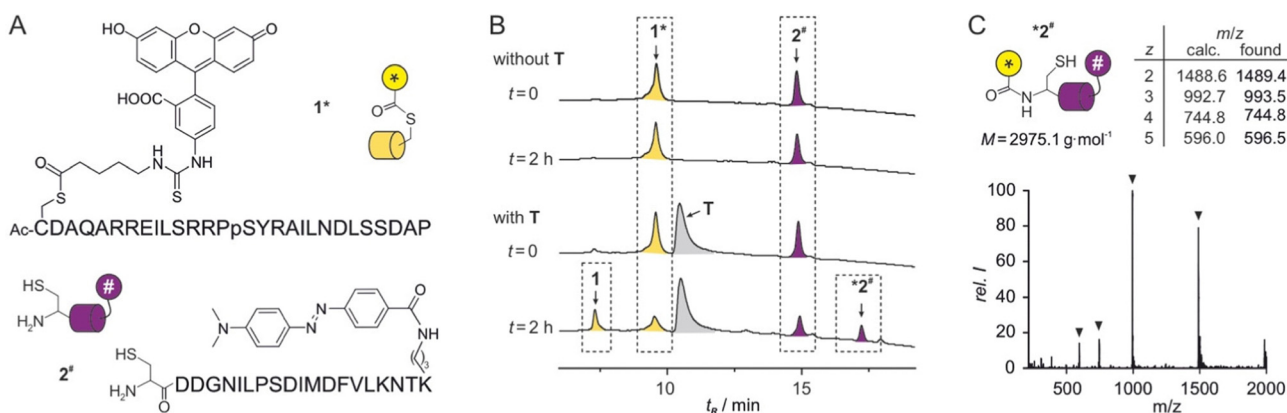 A
HO
O
O
HOOC
1*
*
O
S
O
N
H
N
H
S
S
Ac-CDAQARREILSRRPpSYRAILNDLSSDAP
HS
H₂N
#
2#
N
N
N
O
NH
( )₃
HS
H₂N
O
DDGNILPSDIMDFVLKNTK
B
without T
t = 0
t = 2 h
with T
t = 0
t = 2 h
1*
2#
T
1
*2#
10
15
tR / min
C
*2#
*
O
N
H
SH
#
M = 2975.1 g·mol⁻¹
m/z
z calc. found
2 1488.6 1489.4
3 992.7 993.5
4 744.8 744.8
5 596.0 596.5
rel. I
100
80
60
40
20
0
500 1000 1500 2000
m/z